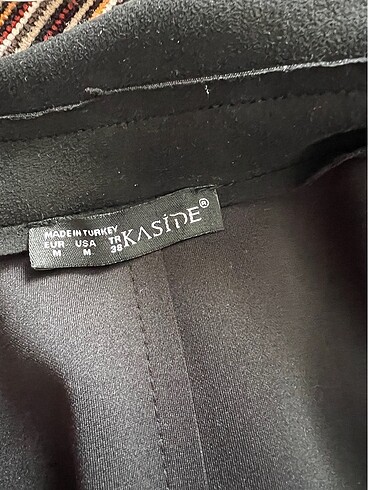 MADE IN TURKEY
EUR USA TR
M M 38
KASİDE®